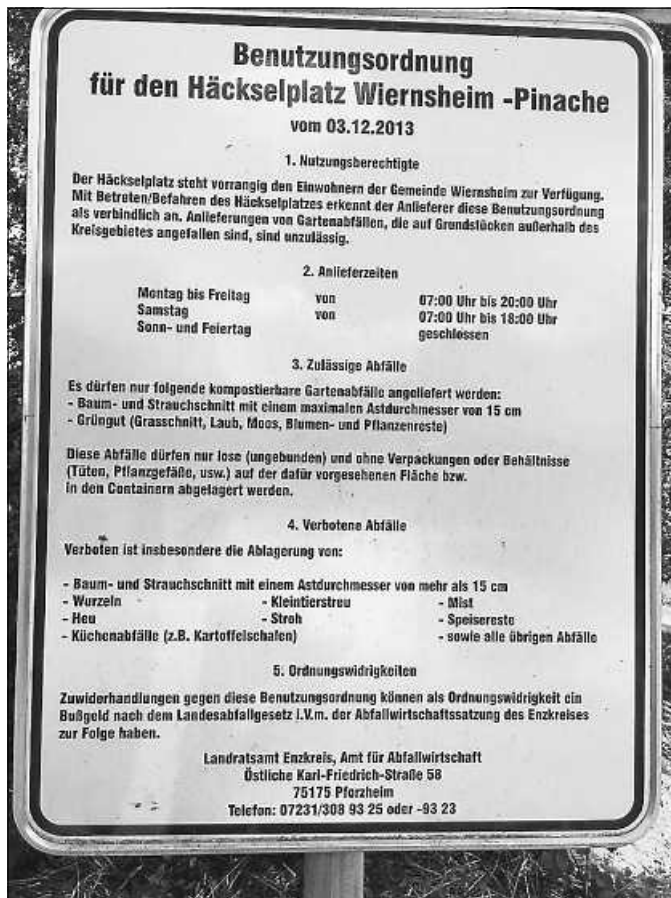 Benutzungsordnung
für den Häckselplatz Wiernsheim -Pinache
vom 03.12.2013
1. Nutzungsberechtigte
Der Häckselplatz steht vorrangig den Einwohnern der Gemeinde Wiernsheim zur Verfügung.
Mit Betreten/Befahren des Häckselplatzes erkennt der Anlieferer diese Benutzungsordnung
als verbindlich an. Anlieferungen von Gartenabfällen, die auf Grundstücken außerhalb des
Kreisgebietes angefallen sind, sind unzulässig.
2. Anlieferzeiten
Montag bis Freitag von 07:00 Uhr bis 20:00 Uhr
Samstag von 07:00 Uhr bis 18:00 Uhr
Sonn- und Feiertag geschlossen
3. Zulässige Abfälle
Es dürfen nur folgende kompostierbare Gartenabfälle angeliefert werden:
- Baum- und Strauchschnitt mit einem maximalen Astdurchmesser von 15 cm
- Grüngut (Grasschnitt, Laub, Moos, Blumen- und Pflanzenreste)
Diese Abfälle dürfen nur lose (ungebunden) und ohne Verpackungen oder Behältnisse
(Tüten, Pflanzgefäße, usw.) auf der dafür vorgesehenen Fläche bzw.
in den Containern abgelagert werden.
4. Verbotene Abfälle
Verboten ist insbesondere die Ablagerung von:
- Baum- und Strauchschnitt mit einem Astdurchmesser von mehr als 15 cm
- Wurzeln - Kleintierstreu - Mist
- Heu - Stroh - Speisereste
- Küchenabfälle (z.B. Kartoffelschalen) - sowie alle übrigen Abfälle
5. Ordnungswidrigkeiten
Zuwiderhandlungen gegen diese Benutzungsordnung können als Ordnungswidrigkeit ein
Bußgeld nach dem Landesabfallgesetz i.V.m. der Abfallwirtschaftssatzung des Enzkreises
zur Folge haben.
Landratsamt Enzkreis, Amt für Abfallwirtschaft
Östliche Karl-Friedrich-Straße 58
75175 Pforzheim
Telefon: 07231/308 93 25 oder -93 23